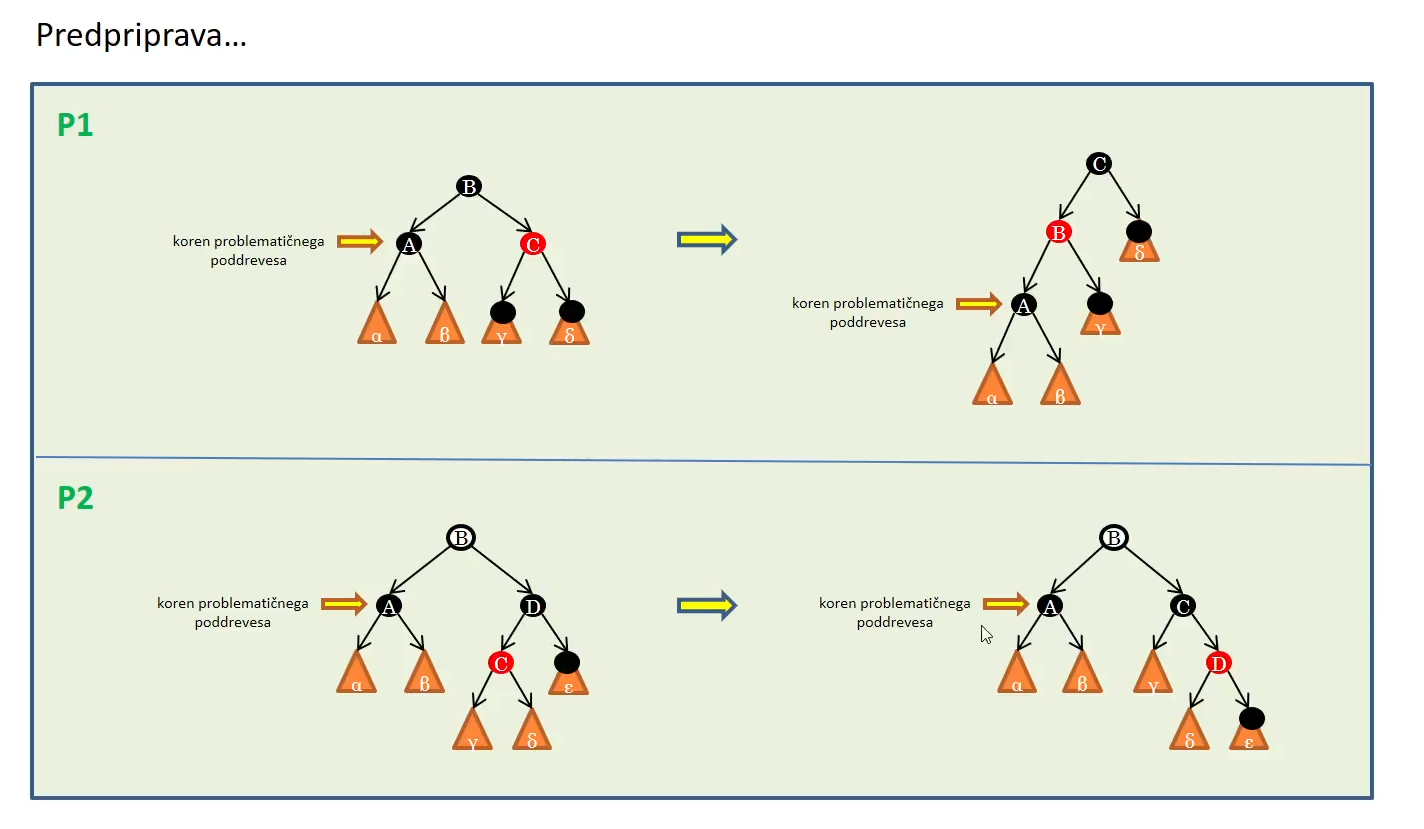 Predpriprava...
P1
B
koren problematičnega
poddrevesa
A
C
α
β
γ
δ
C
B
δ
koren problematičnega
poddrevesa
A
γ
α
β
P2
B
koren problematičnega
poddrevesa
A
D
C
α
β
ε
γ
δ
B
koren problematičnega
poddrevesa
A
C
D
α
β
γ
δ
ε